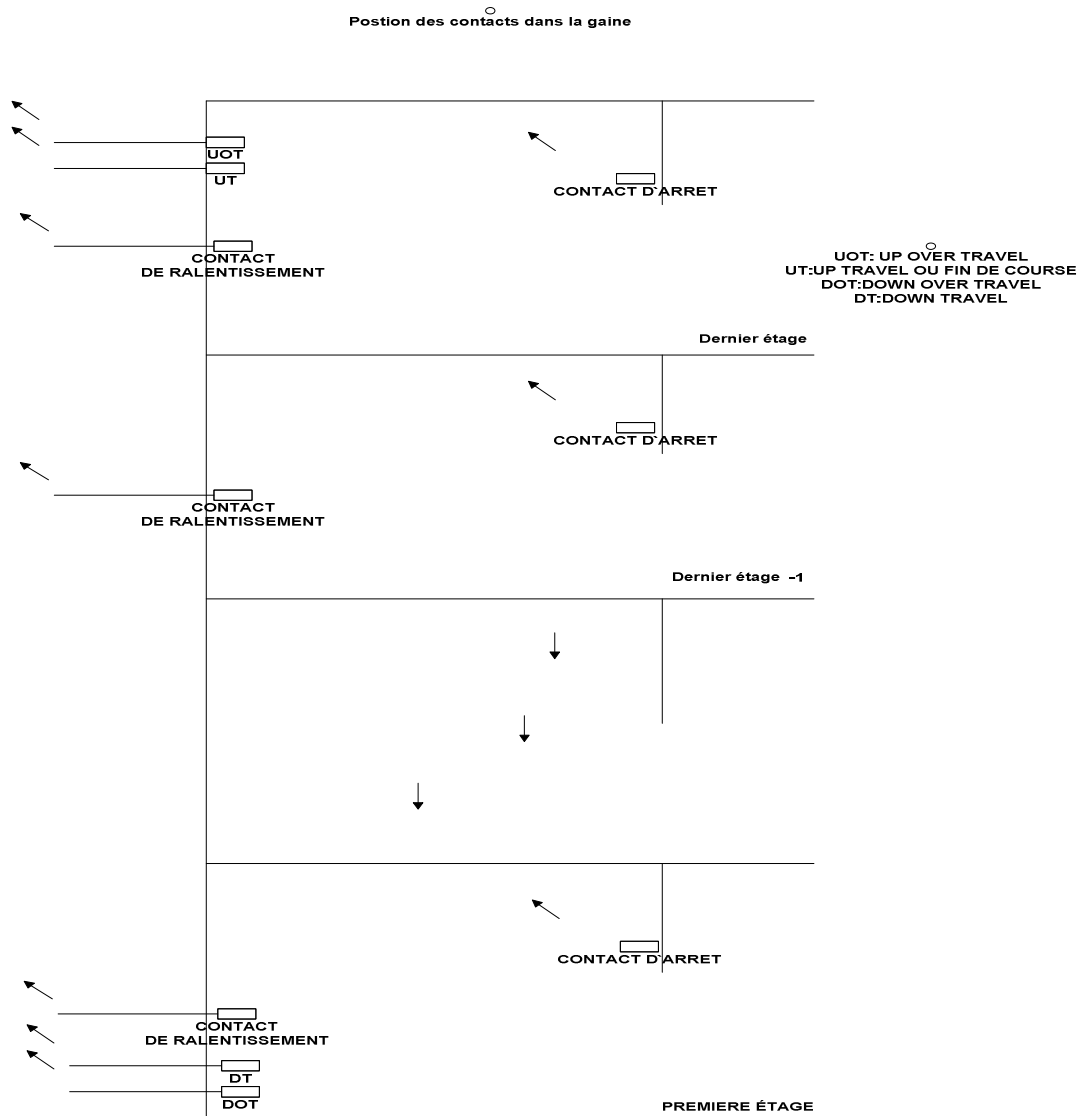 Postion des contacts dans la gaine
UOT
UT
CONTACT D`ARRET
CONTACT
DE RALENTISSEMENT
UOT: UP OVER TRAVEL
UT:UP TRAVEL OU FIN DE COURSE
DOT:DOWN OVER TRAVEL
DT:DOWN TRAVEL
Dernier étage
CONTACT D`ARRET
CONTACT
DE RALENTISSEMENT
Dernier étage -1
CONTACT D`ARRET
CONTACT
DE RALENTISSEMENT
DT
DOT
PREMIERE ÉTAGE